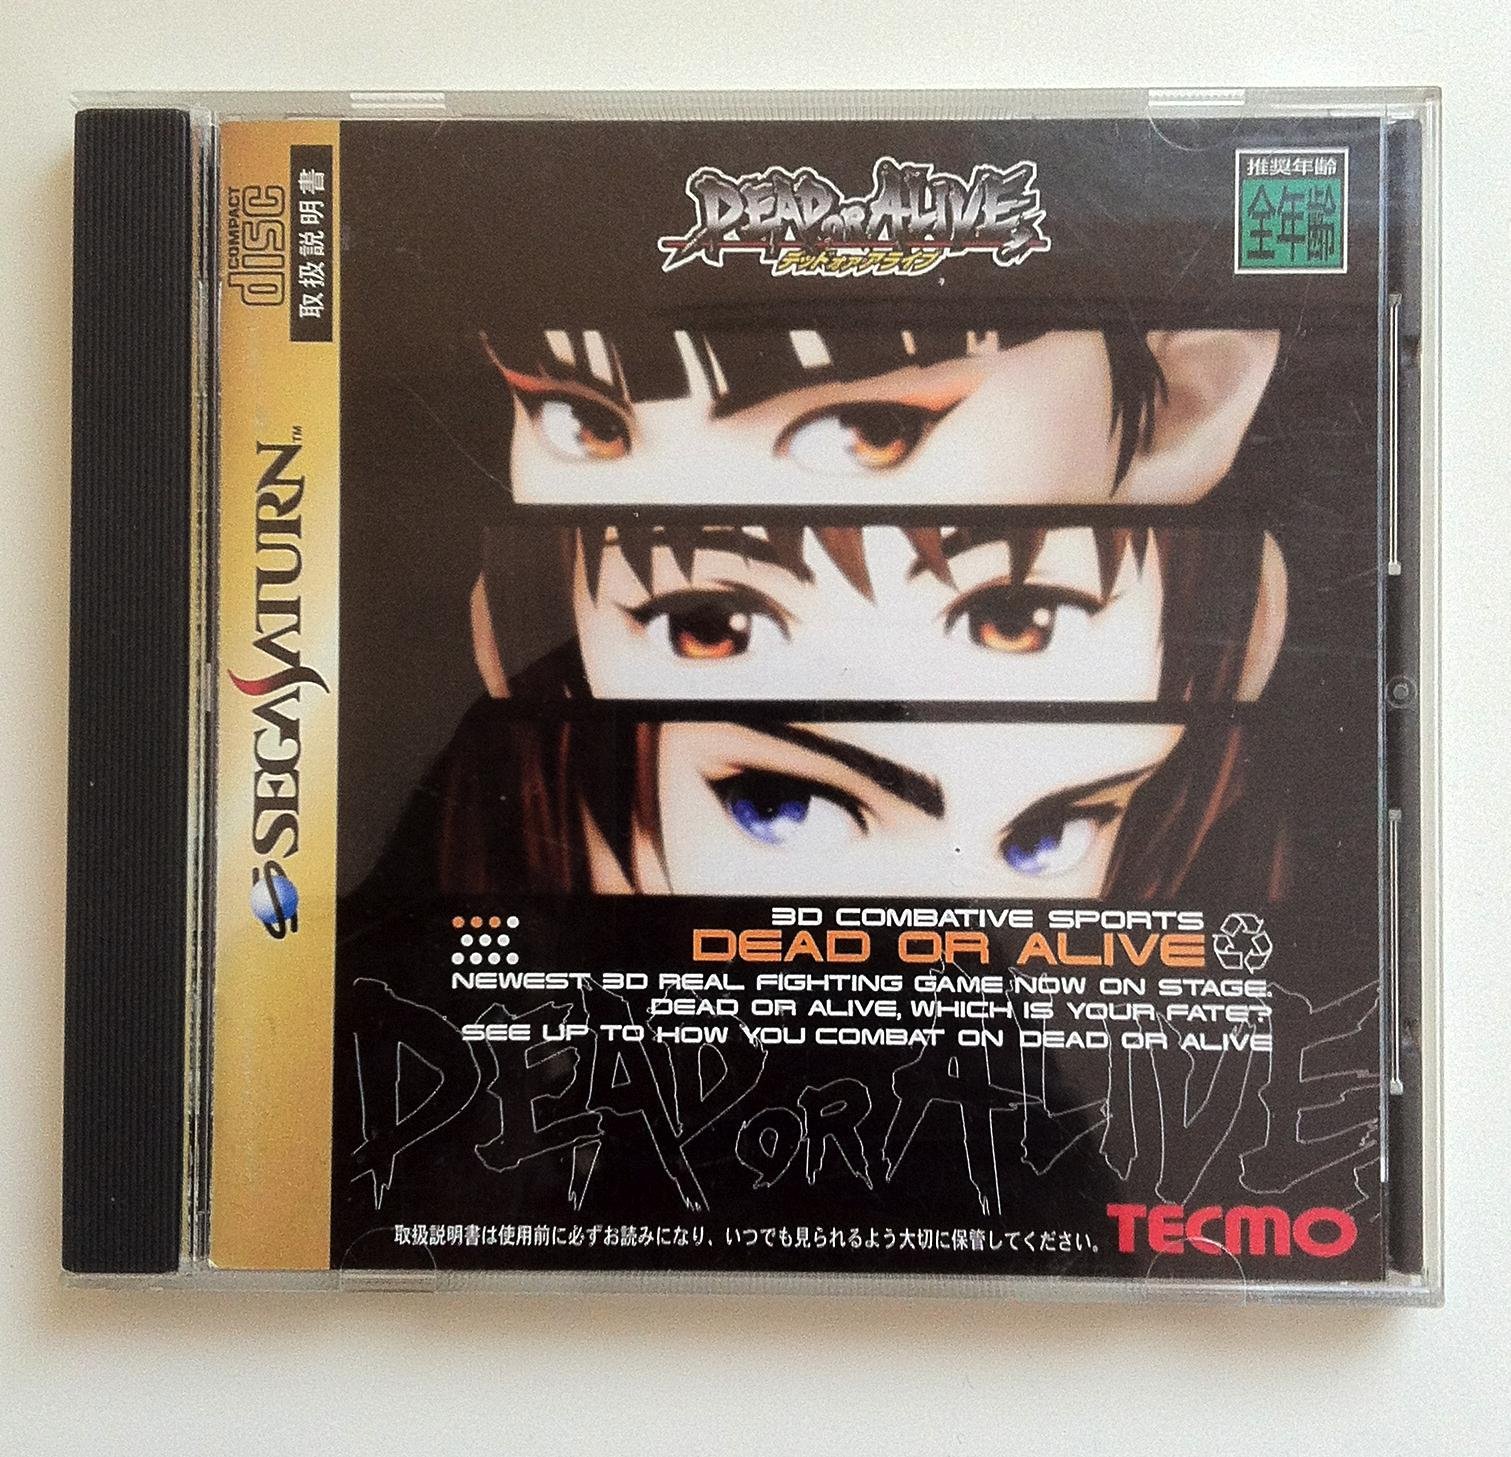 COMPACT
disc
取扱説明書
SEGA SATURN™
DEAD OR ALIVE
デッド オア アライブ
推奨年齢
全年齢
3D COMBATIVE SPORTS
DEAD OR ALIVE
NEWEST 3D REAL FIGHTING GAME NOW ON STAGE.
DEAD OR ALIVE, WHICH IS YOUR FATE?
SEE UP TO HOW YOU COMBAT ON DEAD OR ALIVE
DEAD OR ALIVE
取扱説明書は使用前に必ずお読みになり、いつでも見られるよう大切に保管してください。
TECMO